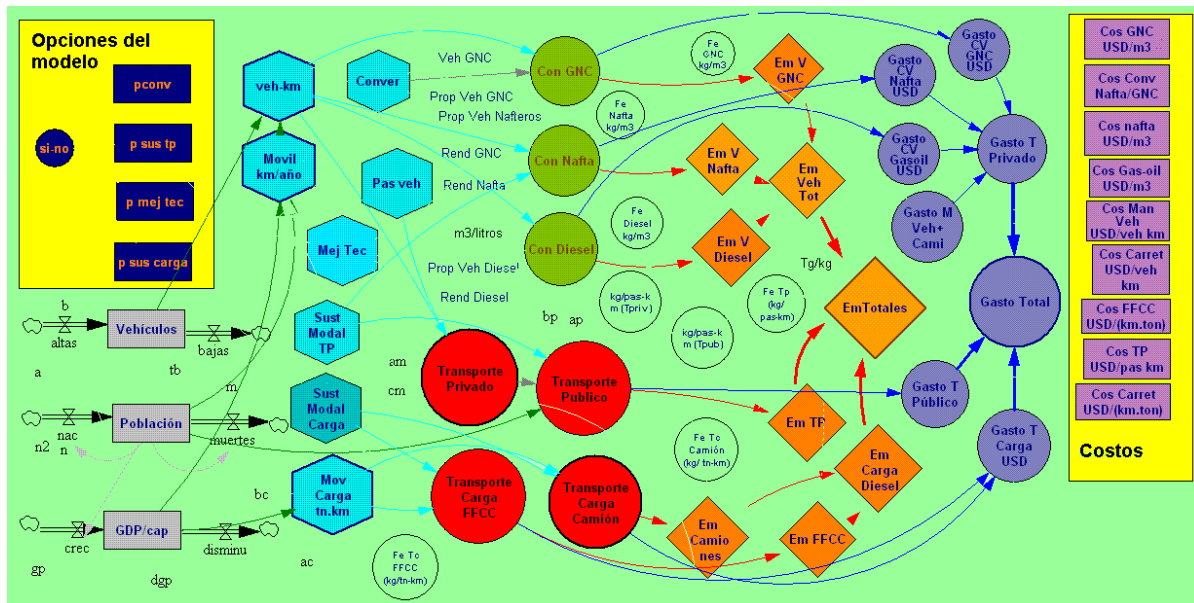 Opciones del
modelo
pconv
si-no
p sus tp
p mej tec
p sus carga
b
altas
Vehículos
bajas
a
tb
m
nac
Población
muertes
n2
n
bc
crec
GDP/cap
disminu
gp
dgp
ac
veh-km
Movil
km/año
Conver
Pas veh
Mej Tec
Sust
Modal
TP
Sust
Modal
Carga
Mov
Carga
tn.km
Veh GNC
Prop Veh GNC
Prop Veh Nafteros
Rend GNC
Rend Nafta
m3/litros
Prop Veh Diesel
Rend Diesel
bp
ap
am
cm
Con GNC
Con Nafta
Con Diesel
Transporte
Privado
Transporte
Publico
Transporte
Carga
FFCC
Transporte
Carga
Camión
Fe
GNC
kg/m3
Fe
Nafta
kg/m3
Fe
Diesel
kg/m3
kg/pas-k
m (Tpriv)
kg/pas-k
m (Tpub)
Fe Tp
(kg/
pas-km)
Fe Tc
Camión
(kg/ tn-km)
Fe Tc
FFCC
(kg/tn-km)
Em V
GNC
Em V
Nafta
Em
Veh
Tot
Em V
Diesel
Tg/kg
EmTotales
Em TP
Em
Carga
Diesel
Em
Camio
nes
Em FFCC
Gasto
CV
GNC
USD
Gasto
CV
Nafta
USD
Gasto
CV
Gasoil
USD
Gasto T
Privado
Gasto M
Veh+
Cami
Gasto Total
Gasto T
Público
Gasto T
Carga
USD
Cos GNC
USD/m3
Cos Conv
Nafta/GNC
Cos nafta
USD/m3
Cos Gas-oil
USD/m3
Cos Man
Veh
USD/veh km
Cos Carret
USD/veh
km
Cos FFCC
USD/(km.ton)
Cos TP
USD/pas km
Cos Carret
USD/(km.ton)
Costos